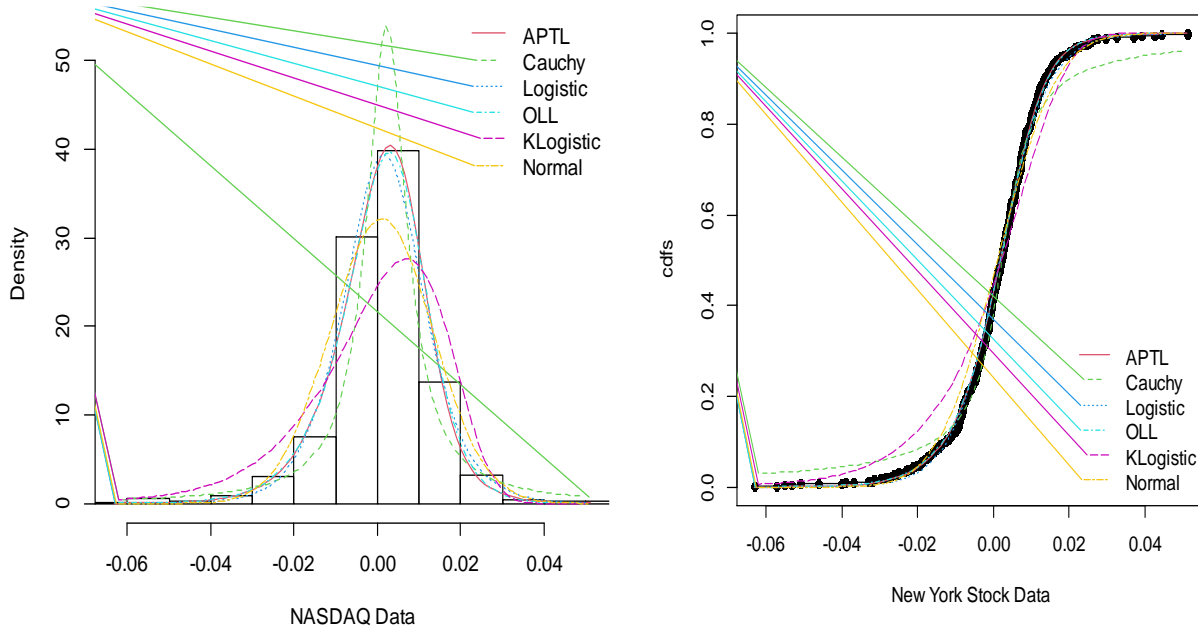 Density
0
10
20
30
40
50
-0.06
-0.04
-0.02
0.00
0.02
0.04
NASDAQ Data
APTL
Cauchy
Logistic
OLL
KLogistic
Normal
cdfs
0.0
0.2
0.4
0.6
0.8
1.0
-0.06
-0.04
-0.02
0.00
0.02
0.04
New York Stock Data
APTL
Cauchy
Logistic
OLL
KLogistic
Normal